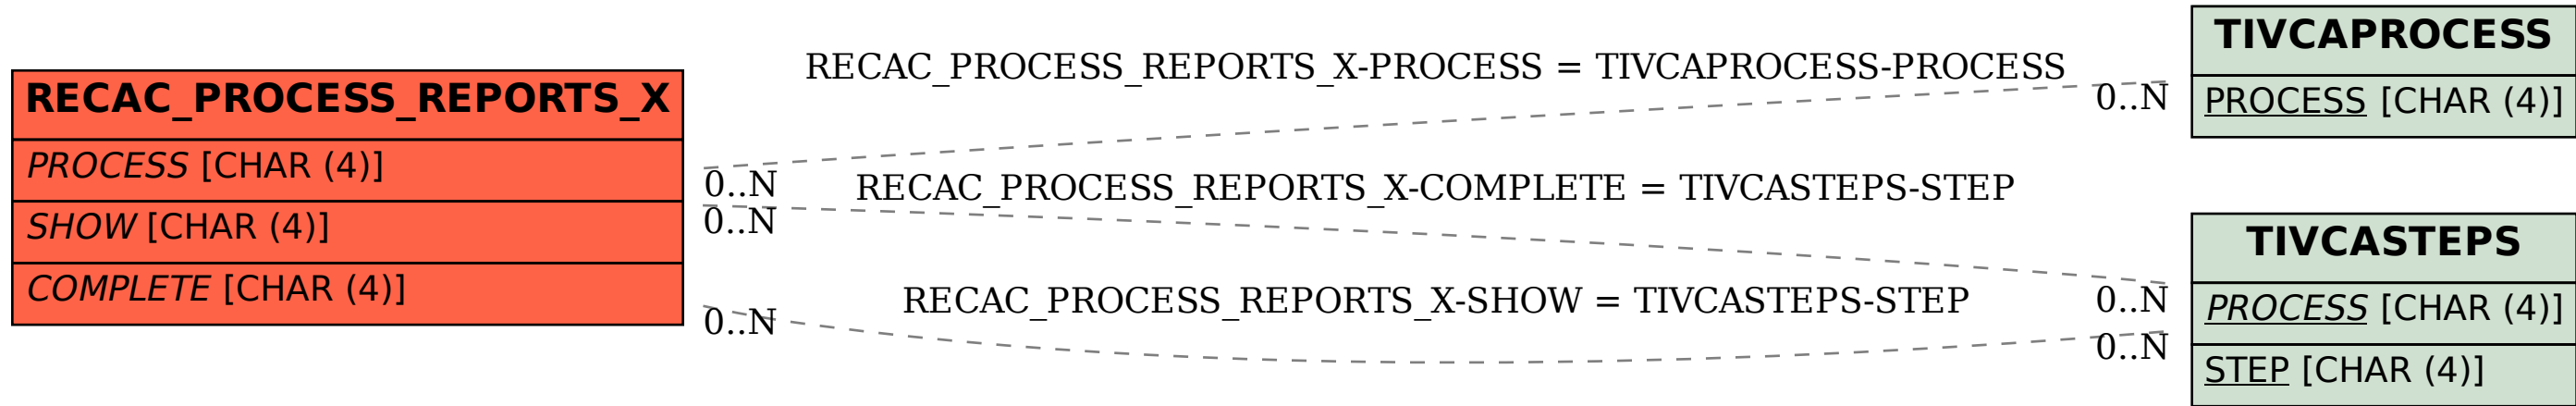 RECAC_PROCESS_REPORTS_X
PROCESS [CHAR (4)]
SHOW [CHAR (4)]
COMPLETE [CHAR (4)]
RECAC_PROCESS_REPORTS_X-PROCESS = TIVCAPROCESS-PROCESS
0..N
0..N
RECAC_PROCESS_REPORTS_X-COMPLETE = TIVCASTEPS-STEP
0..N
0..N
RECAC_PROCESS_REPORTS_X-SHOW = TIVCASTEPS-STEP
0..N
0..N
TIVCAPROCESS
PROCESS [CHAR (4)]
TIVCASTEPS
PROCESS [CHAR (4)]
STEP [CHAR (4)]